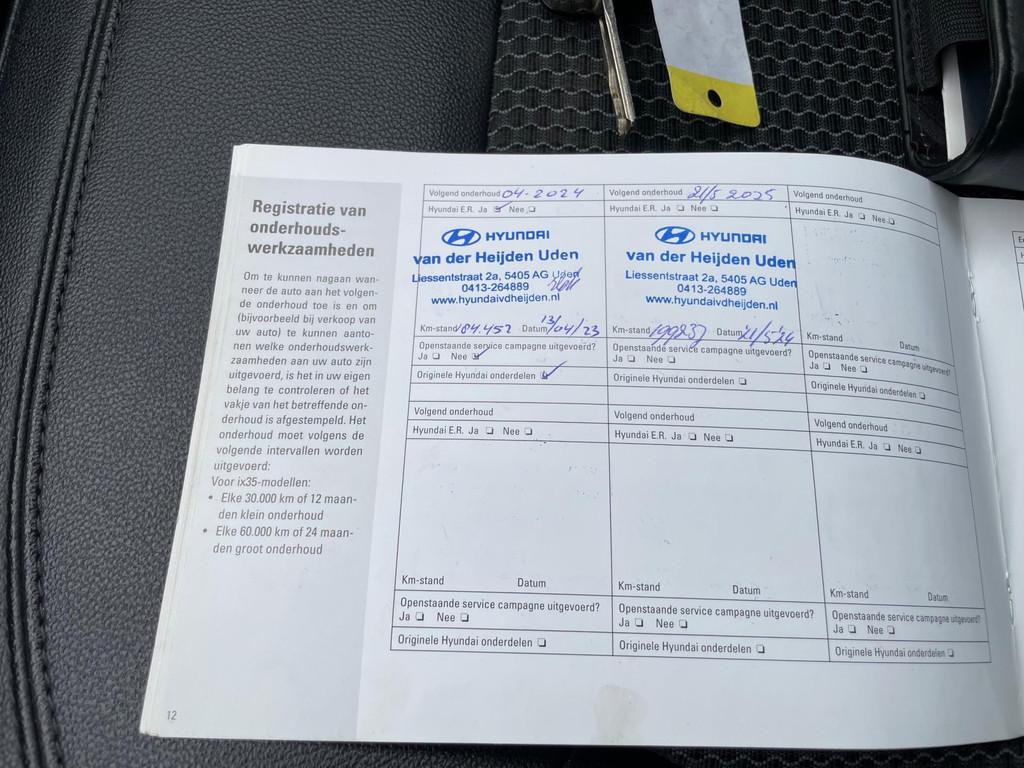 Registratie van
onderhouds-
werkzaamheden
Om te kunnen nagaan wan-
neer de auto aan het volgen-
de onderhoud toe is en om
(bijvoorbeeld bij verkoop van
uw auto) te kunnen aanto-
nen welke onderhoudswerk-
zaamheden aan uw auto zijn
uitgevoerd, is het in uw eigen
belang te controleren of het
vakje van het betreffende on-
derhoud is afgestempeld. Het
onderhoud moet volgens de
volgende intervallen worden
uitgevoerd:
Voor ix35-modellen:
• Elke 30.000 km of 12 maan-
den klein onderhoud
• Elke 60.000 km of 24 maan-
den groot onderhoud
12
Volgend onderhoud 04-2024
Hyundai E.R. Ja Nee
HYUNDAI
van der Heijden Uden
Liessentstraat 2a, 5405 AG Uden
0413-264889
www.hyundaivdheijden.nl
Km-stand 184.452 Datum 13/04/23
Openstaande service campagne uitgevoerd?
Ja Nee
Originele Hyundai onderdelen
Volgend onderhoud 21/5 2025
Hyundai E.R. Ja Nee
HYUNDAI
van der Heijden Uden
Liessentstraat 2a, 5405 AG Uden
0413-264889
www.hyundaivdheijden.nl
Km-stand 199237 Datum 21/5'24
Openstaande service campagne uitgevoerd?
Ja Nee
Originele Hyundai onderdelen
Volgend onderhoud
Hyundai E.R. Ja Nee
Km-stand Datum
Openstaande service campagne uitgevoerd?
Ja Nee
Originele Hyundai onderdelen
Volgend onderhoud
Hyundai E.R. Ja Nee
Km-stand Datum
Openstaande service campagne uitgevoerd?
Ja Nee
Originele Hyundai onderdelen
Volgend onderhoud
Hyundai E.R. Ja Nee
Km-stand Datum
Openstaande service campagne uitgevoerd?
Ja Nee
Originele Hyundai onderdelen
Volgend onderhoud
Hyundai E.R. Ja Nee
Km-stand Datum
Openstaande service campagne uitgevoerd?
Ja Nee
Originele Hyundai onderdelen